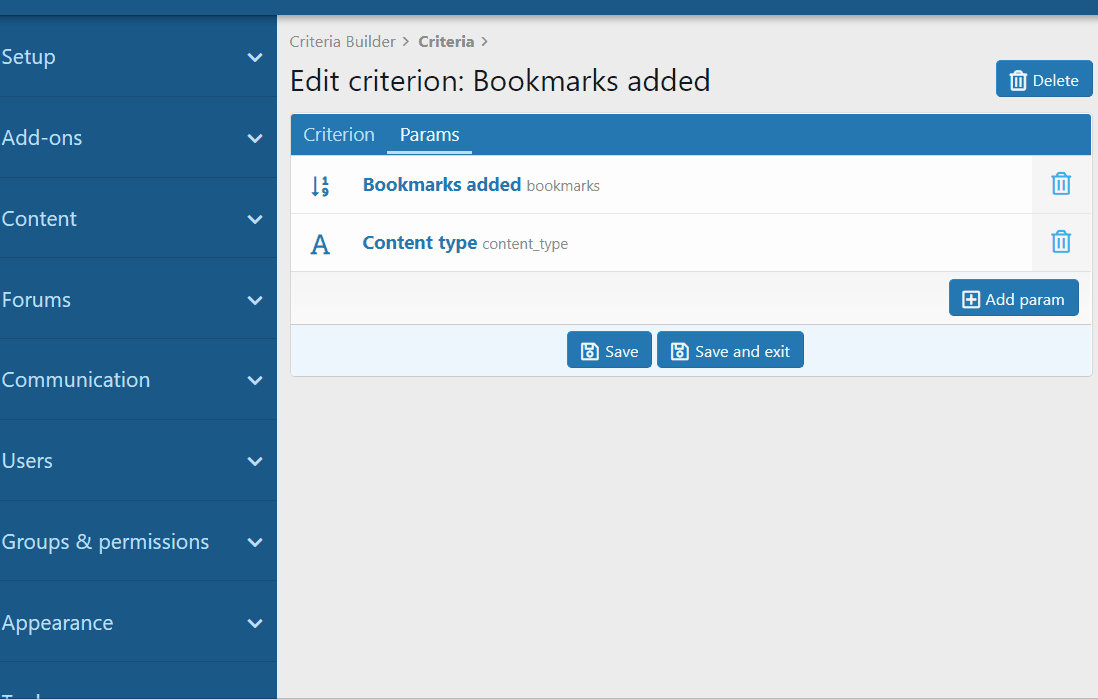 Setup
Add-ons
Content
Forums
Communication
Users
Groups & permissions
Appearance
Criteria Builder > Criteria >
Edit criterion: Bookmarks added
Delete
Criterion Params
Bookmarks added bookmarks
Content type content_type
Add param
Save Save and exit